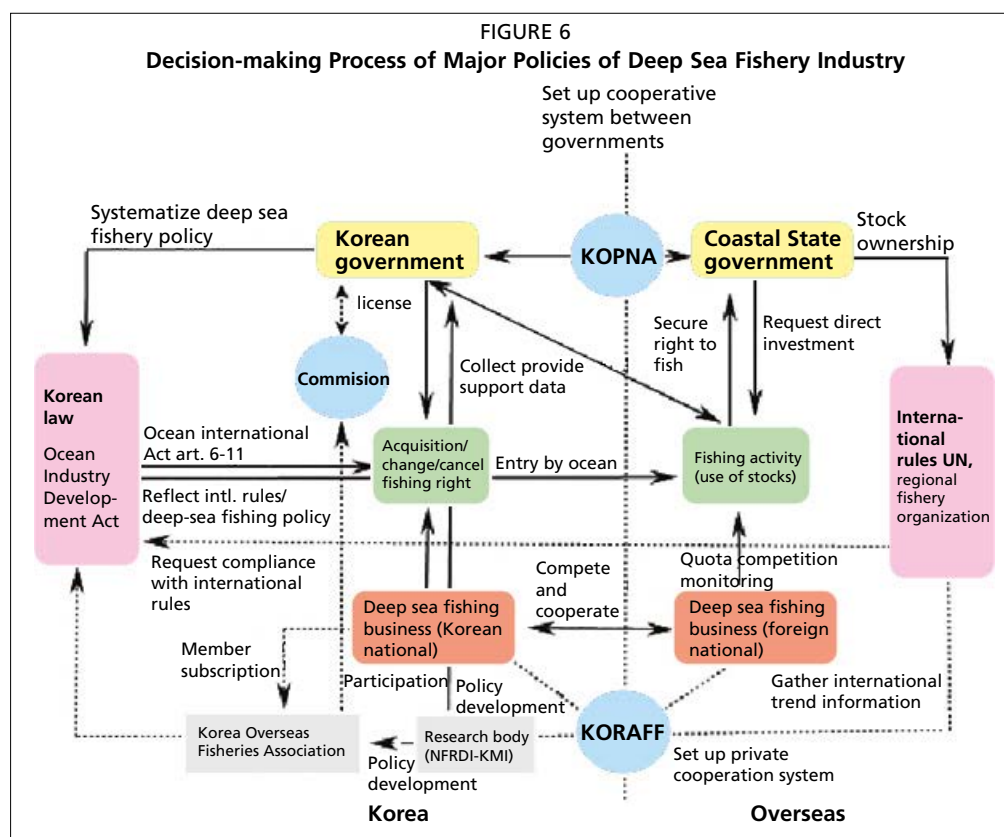 FIGURE 6
Decision-making Process of Major Policies of Deep Sea Fishery Industry
Set up cooperative
system between
governments
Systematize deep sea
fishery policy
Korean
government
KOPNA
Coastal State
government
Stock
ownership
license
Commision
Collect provide
support data
Secure
right to
fish
Request direct
investment
Korean
law
Ocean
Industry
Develop-
ment Act
Ocean international
Act art. 6-11
Reflect intl. rules/
deep-sea fishing policy
Acquisition/
change/cancel
fishing right
Entry by ocean
Fishing activity
(use of stocks)
Interna-
tional
rules UN,
regional
fishery
organization
Request compliance
with international
rules
Compete
and
cooperate
Quota competition
monitoring
Deep sea fishing
business (Korean
national)
Deep sea fishing
business (foreign
national)
Member
subscription
Participation
Policy
development
Gather international
trend information
Korea Overseas
Fisheries Association
Policy
development
Research body
(NFRDI-KMI)
KORAFF
Set up private
cooperation system
Korea
Overseas